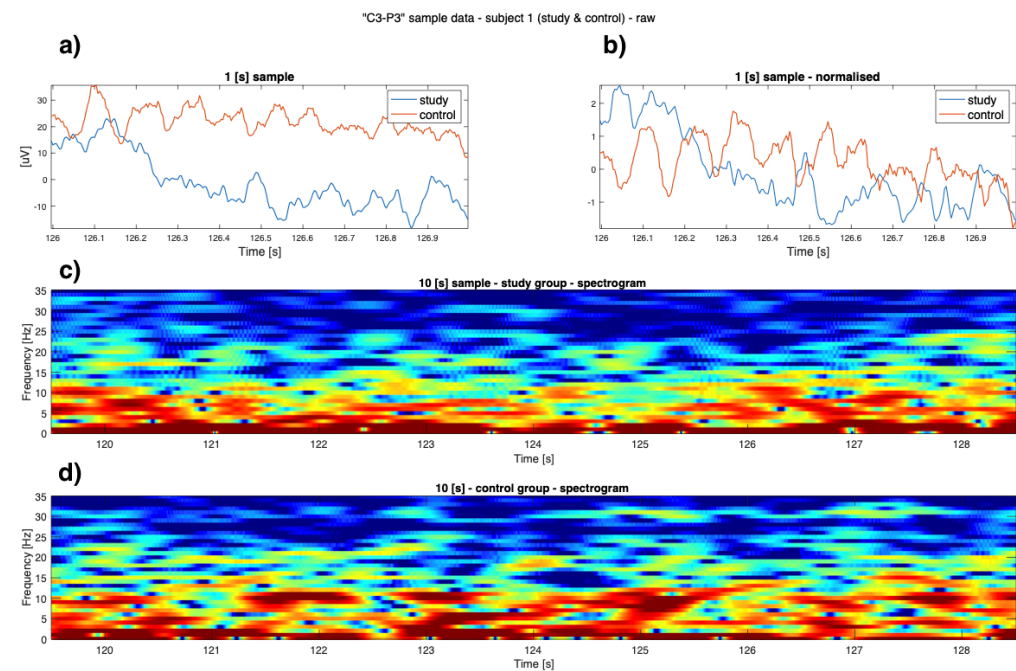 "C3-P3" sample data - subject 1 (study & control) - raw
a)
b)
1 [s] sample
1 [s] sample - normalised
30
20
10
0
-10
[uV]
study
control
126 126.1 126.2 126.3 126.4 126.5 126.6 126.7 126.8 126.9
Time [s]
2
1
0
-1
study
control
126 126.1 126.2 126.3 126.4 126.5 126.6 126.7 126.8 126.9
Time [s]
c)
10 [s] sample - study group - spectrogram
35
30
25
20
15
10
5
0
Frequency [Hz]
120 121 122 123 124 125 126 127 128
Time [s]
d)
10 [s] - control group - spectrogram
35
30
25
20
15
10
5
0
Frequency [Hz]
120 121 122 123 124 125 126 127 128
Time [s]